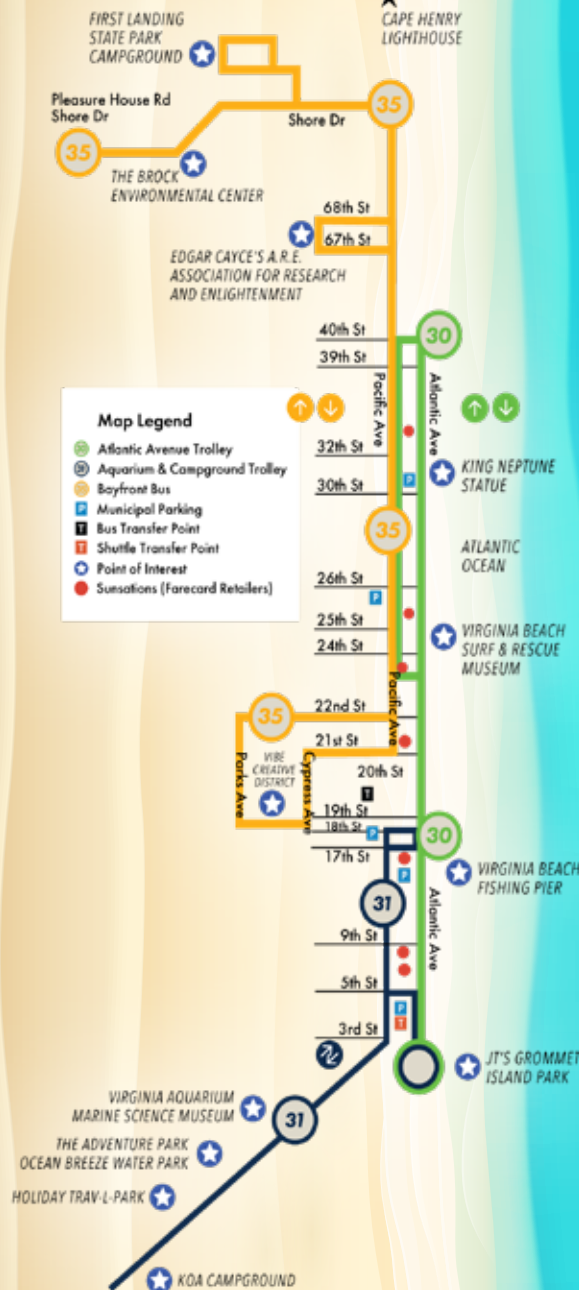 FIRST LANDING
STATE PARK
CAMPGROUND
CAPE HENRY
LIGHTHOUSE
Pleasure House Rd
Shore Dr
35
Shore Dr
35
THE BROCK
ENVIRONMENTAL CENTER
68th St
67th St
EDGAR CAYCE'S A.R.E.
ASSOCIATION FOR RESEARCH
AND ENLIGHTENMENT
40th St
30
39th St
Pacific Ave
Atlantic Ave
Map Legend
30 Atlantic Avenue Trolley
31 Aquarium & Campground Trolley
35 Bayfront Bus
P Municipal Parking
T Bus Transfer Point
T Shuttle Transfer Point
Point of Interest
Sunsations (Farecard Retailers)
32th St
P
30th St
KING NEPTUNE
STATUE
35
ATLANTIC
OCEAN
26th St
P
25th St
24th St
VIRGINIA BEACH
SURF & RESCUE
MUSEUM
Pacific Ave
22nd St
35
21st St
Parks Ave
VIBE
CREATIVE
DISTRICT
Cypress Ave
20th St
T
19th St
18th St
P
30
17th St
P
VIRGINIA BEACH
FISHING PIER
31
Atlantic Ave
9th St
5th St
P
T
3rd St
JT'S GROMMET
ISLAND PARK
VIRGINIA AQUARIUM
MARINE SCIENCE MUSEUM
31
THE ADVENTURE PARK
OCEAN BREEZE WATER PARK
HOLIDAY TRAV-L-PARK
KOA CAMPGROUND